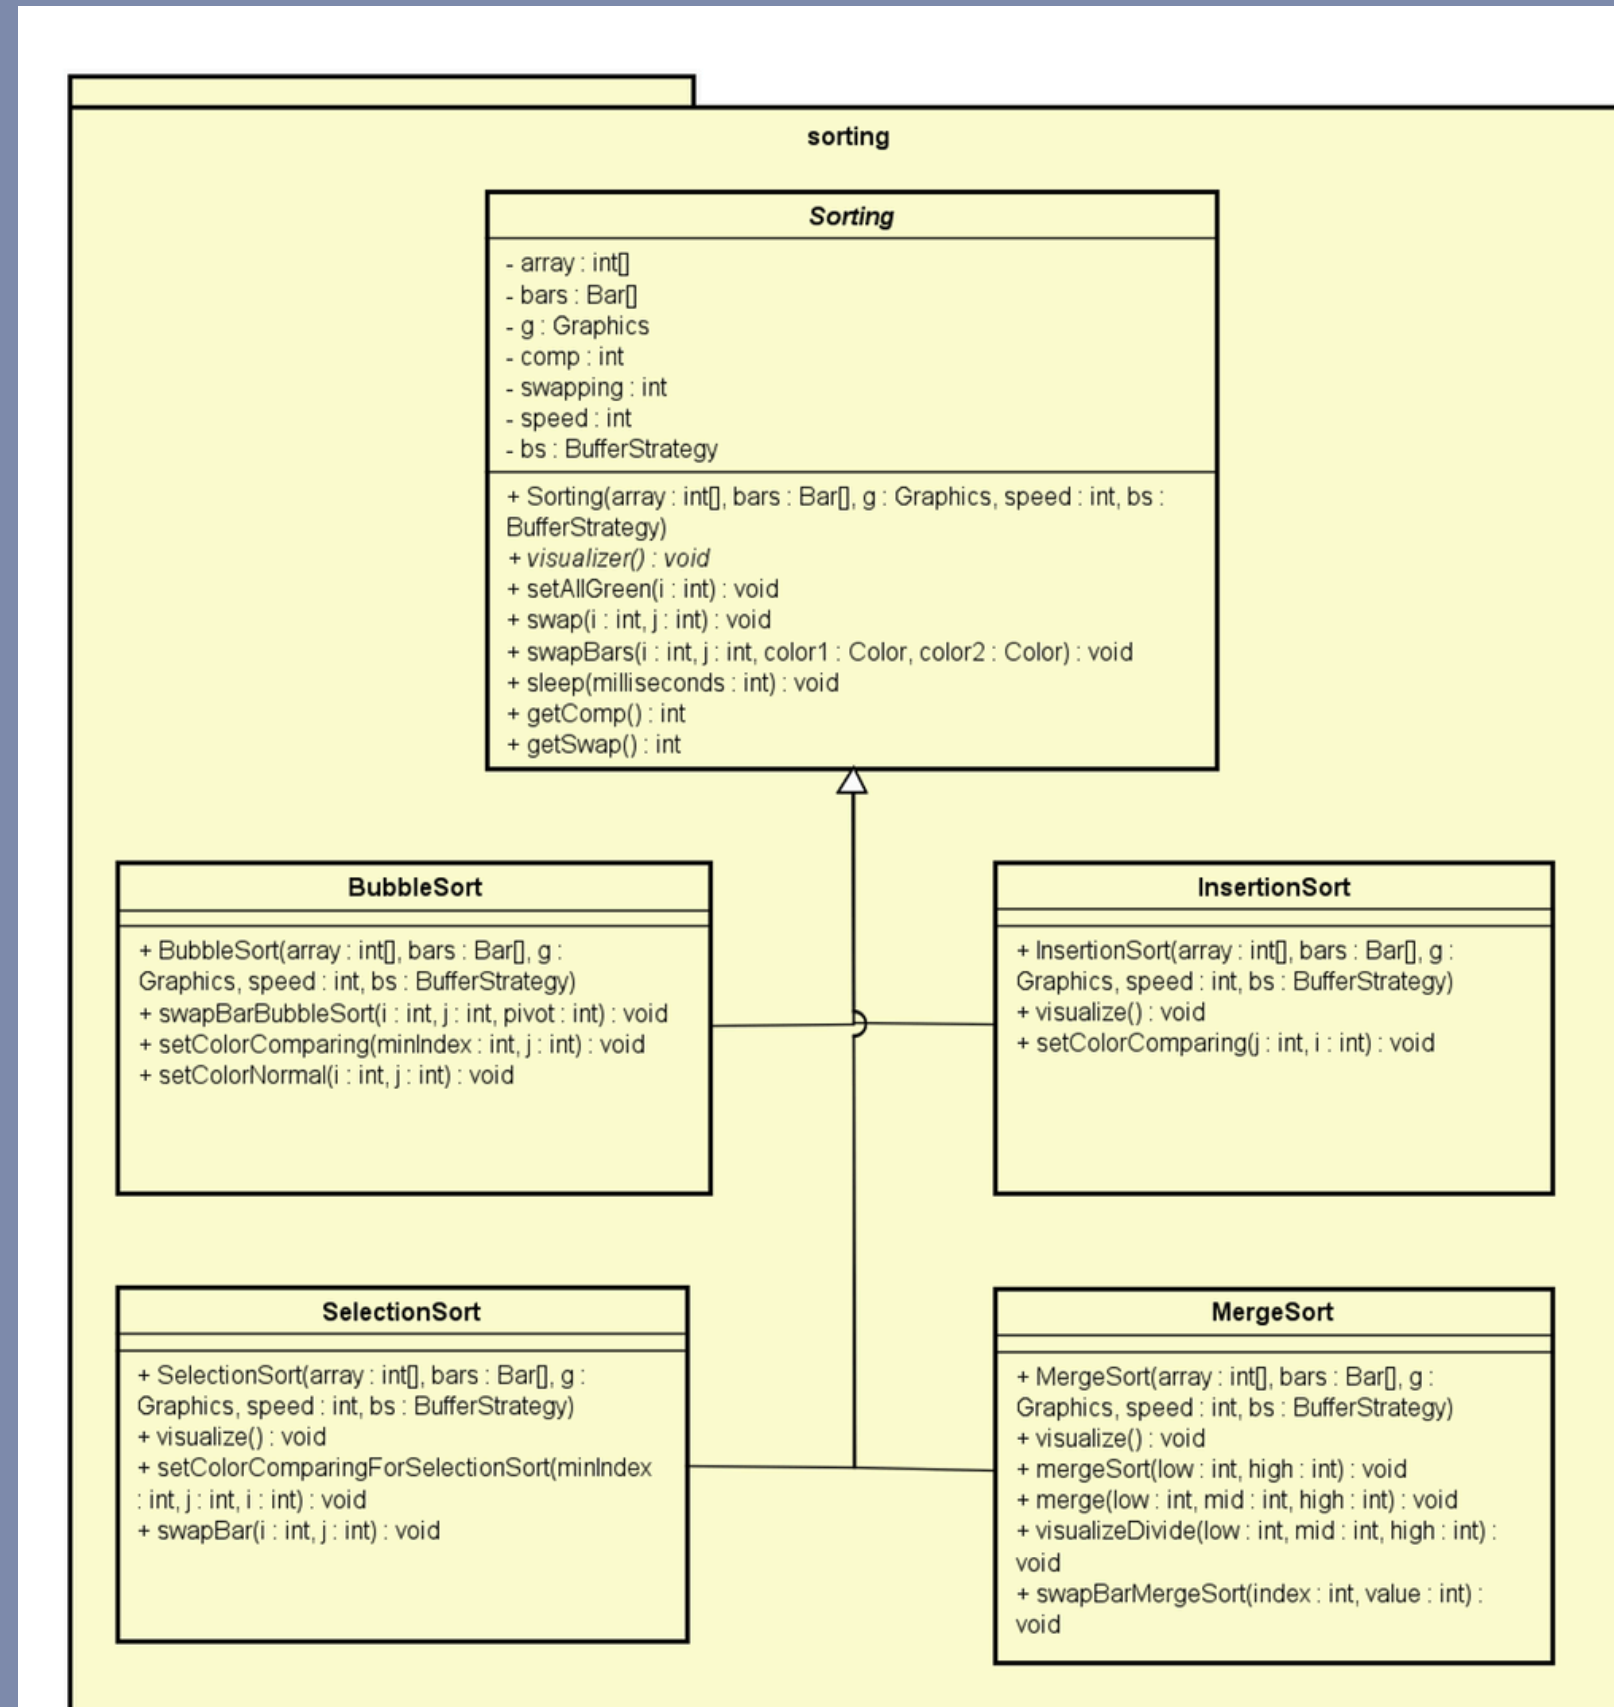 sorting
Sorting
- array : int[]
- bars : Bar[]
- g : Graphics
- comp : int
- swapping : int
- speed : int
- bs : BufferStrategy
+ Sorting(array : int[], bars : Bar[], g : Graphics, speed : int, bs :
BufferStrategy)
+ visualizer() : void
+ setAllGreen(i : int) : void
+ swap(i : int, j : int) : void
+ swapBars(i : int, j : int, color1 : Color, color2 : Color) : void
+ sleep(milliseconds : int) : void
+ getComp() : int
+ getSwap() : int
BubbleSort
+ BubbleSort(array : int[], bars : Bar[], g :
Graphics, speed : int, bs : BufferStrategy)
+ swapBarBubbleSort(i : int, j : int, pivot : int) : void
+ setColorComparing(minIndex : int, j : int) : void
+ setColorNormal(i : int, j : int) : void
InsertionSort
+ InsertionSort(array : int[], bars : Bar[], g :
Graphics, speed : int, bs : BufferStrategy)
+ visualize() : void
+ setColorComparing(j : int, i : int) : void
SelectionSort
+ SelectionSort(array : int[], bars : Bar[], g :
Graphics, speed : int, bs : BufferStrategy)
+ visualize() : void
+ setColorComparingForSelectionSort(minIndex
: int, j : int, i : int) : void
+ swapBar(i : int, j : int) : void
MergeSort
+ MergeSort(array : int[], bars : Bar[], g :
Graphics, speed : int, bs : BufferStrategy)
+ visualize() : void
+ mergeSort(low : int, high : int) : void
+ merge(low : int, mid : int, high : int) : void
+ visualizeDivide(low : int, mid : int, high : int) :
void
+ swapBarMergeSort(index : int, value : int) :
void